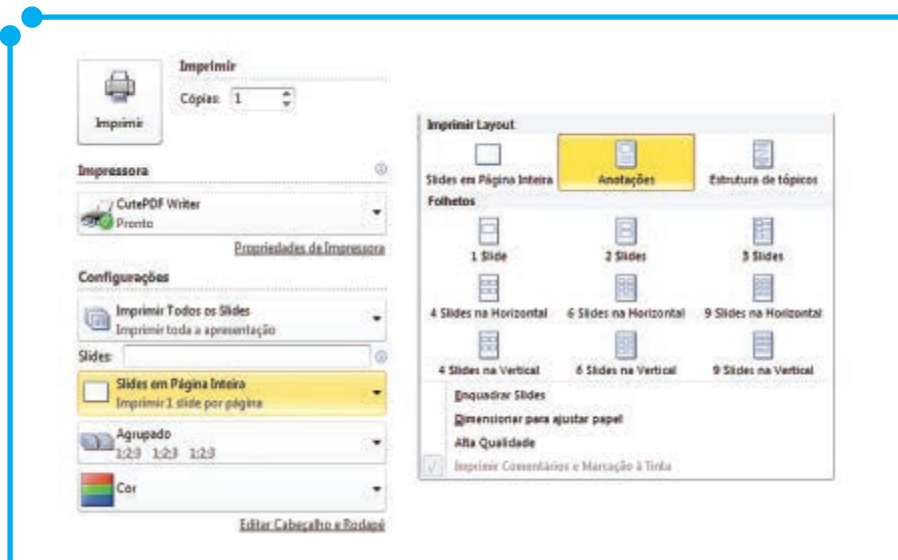 Imprimir
Cópias: 1
Imprimir
Impressora
CutePDF Writer
Pronto
Propriedades de Impressora
Configurações
Imprimir Todos os Slides
Imprimir toda a apresentação
Slides:
Slides em Página Inteira
Imprimir 1 slide por página
Agrupado
1;2;3 1;2;3 1;2;3
Cor
Editar Cabeçalho e Rodapé
Imprimir Layout
Slides em Página Inteira Anotações Estrutura de tópicos
Folhetos
1 Slide 2 Slides 3 Slides
4 Slides na Horizontal 6 Slides na Horizontal 9 Slides na Horizontal
4 Slides na Vertical 6 Slides na Vertical 9 Slides na Vertical
Enquadrar Slides
Dimensionar para ajustar papel
Alta Qualidade
Imprimir Comentários e Marcação à Tinta